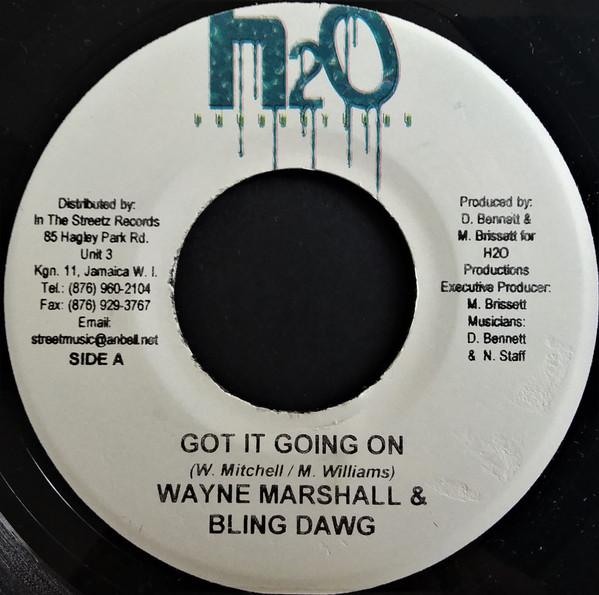 H2O
PRODUCTIONS
Distributed by:
In The Streetz Records
85 Hagley Park Rd.
Unit 3
Kgn. 11, Jamaica W. I.
Tel.: (876) 960-2104
Fax: (876) 929-3767
Email:
streetmusic@anbell.net
SIDE A
Produced by:
D. Bennett &
M. Brissett for
H2O
Productions
Executive Producer:
M. Brissett
Musicians:
D. Bennett
& N. Staff
GOT IT GOING ON
(W. Mitchell / M. Williams)
WAYNE MARSHALL &
BLING DAWG